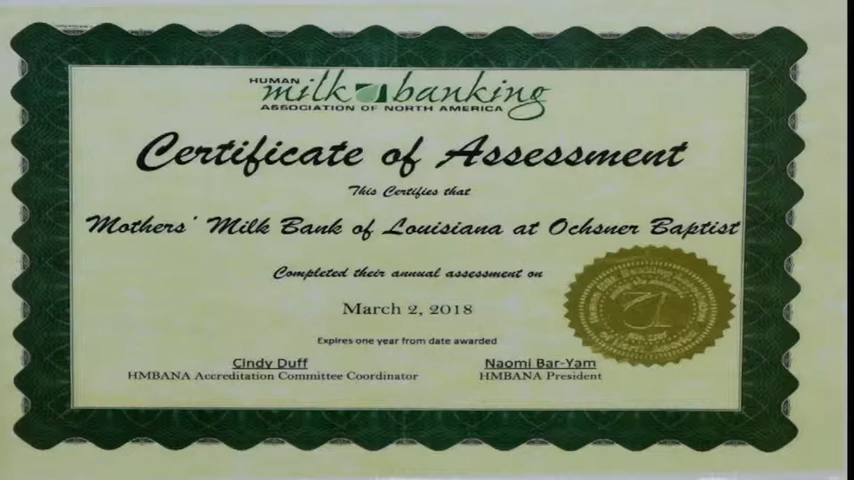 HUMAN
milk banking
ASSOCIATION OF NORTH AMERICA
Certificate of Assessment
This Certifies that
Mothers' Milk Bank of Louisiana at Ochsner Baptist
Completed their annual assessment on
March 2, 2018
Expires one year from date awarded
Cindy Duff
HMBANA Accreditation Committee Coordinator
Naomi Bar-Yam
HMBANA President